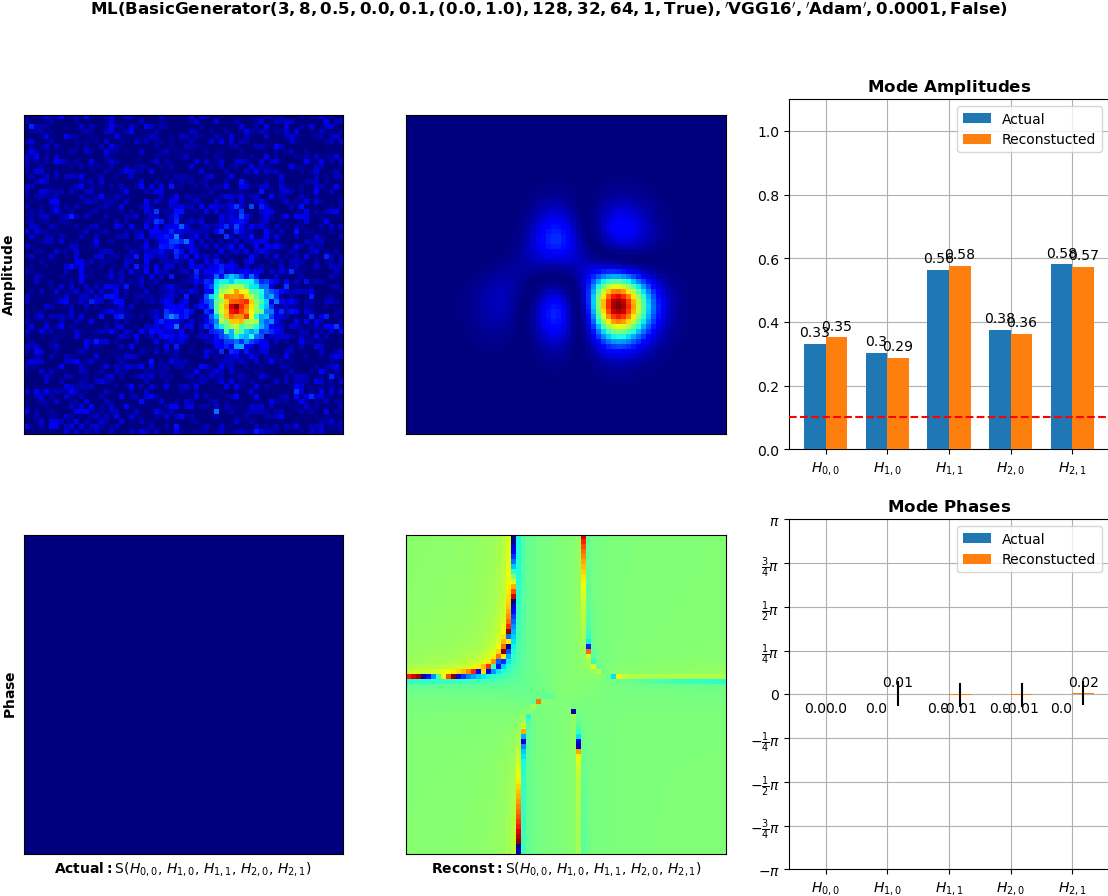 ML(BasicGenerator(3, 8, 0.5, 0.0, 0.1, (0.0, 1.0), 128, 32, 64, 1, True), 'VGG16', 'Adam', 0.0001, False)
Amplitude
Mode Amplitudes
Actual
Reconstucted
1.0
0.8
0.6
0.4
0.2
0.0
0.33
0.35
0.3
0.29
0.56
0.58
0.38
0.36
0.58
0.57
H0,0
H1,0
H1,1
H2,0
H2,1
Phase
Actual: S(H0,0, H1,0, H1,1, H2,0, H2,1)
Reconst: S(H0,0, H1,0, H1,1, H2,0, H2,1)
Mode Phases
Actual
Reconstucted
π
3/4π
1/2π
1/4π
0
−1/4π
−1/2π
−3/4π
−π
0.0
0.0
0.0
0.01
0.01
0.01
0.0
0.02
H0,0
H1,0
H1,1
H2,0
H2,1